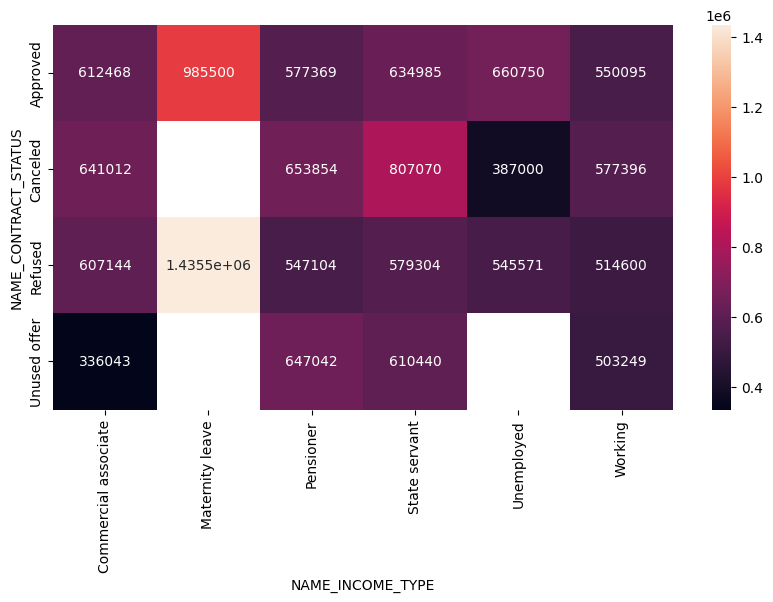 1e6
NAME_CONTRACT_STATUS
Approved 612468 985500 577369 634985 660750 550095
Canceled 641012 653854 807070 387000 577396
Refused 607144 1.4355e+06 547104 579304 545571 514600
Unused offer 336043 647042 610440 503249
Commercial associate
Maternity leave
Pensioner
State servant
Unemployed
Working
NAME_INCOME_TYPE
1.4
1.2
1.0
0.8
0.6
0.4